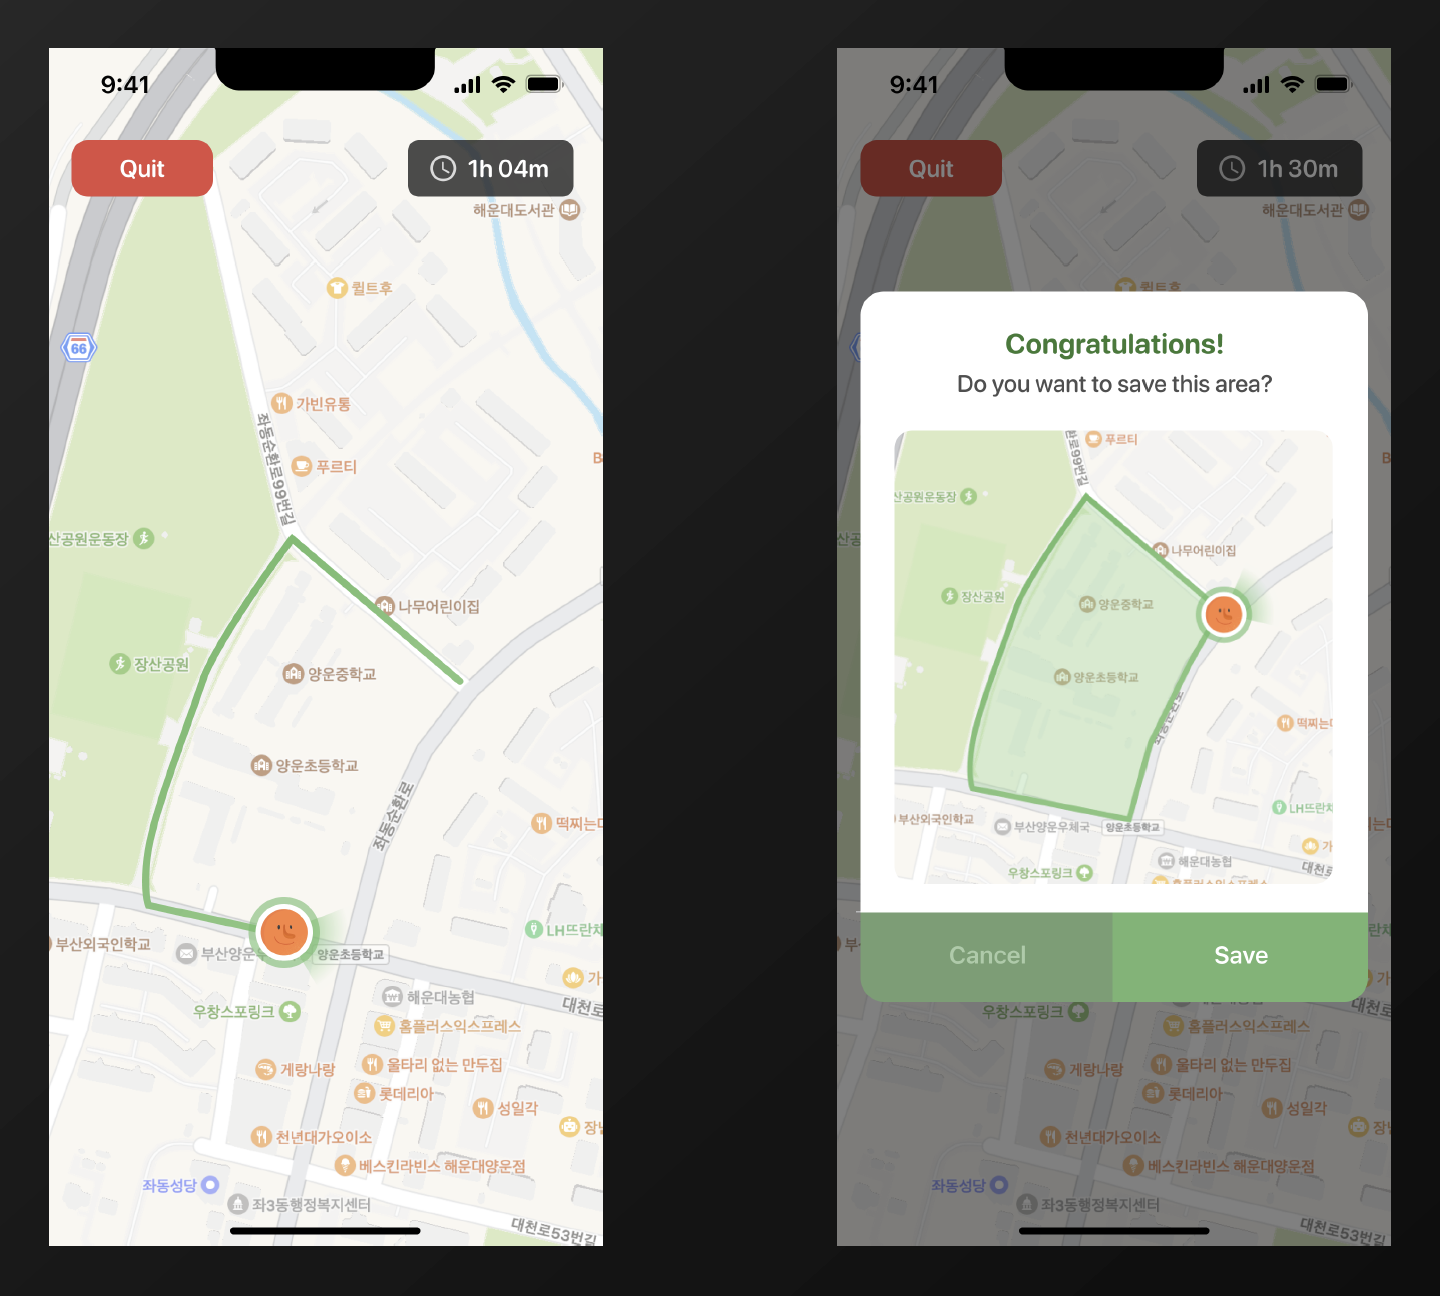 9:41
Quit
1h 04m
해운대도서관
퀼트후
66
가빈유통
좌동순환로99번길
푸르티
산공원운동장
나무어린이집
장산공원
양운중학교
양운초등학교
좌동순환로
떡찌는
LH뜨란채
부산외국인학교
부산양운우
양운초등학교
가
해운대농협
대천로
우창스포링크
홈플러스익스프레스
게랑나랑
울타리 없는 만두집
롯데리아
성일각
천년대가오이소
베스킨라빈스 해운대양운점
좌동성당
좌3동행정복지센터
대천로53번길
9:41
Quit
1h 30m
해운대도서관
퀼트후
Congratulations!
Do you want to save this area?
푸르티
산공원운동장
나무어린이집
장산공원
양운중학교
양운초등학교
떡찌는
LH뜨란채
부산외국인학교
부산양운우체국
양운초등학교
가
해운대농협
좌동순환로
대천로
우창스포링크
홈플러스익스프레스
Cancel
Save
우창스포링크
대천로
홈플러스익스프레스
게랑나랑
울타리 없는 만두집
롯데리아
성일각
천년대가오이소
베스킨라빈스 해운대양운점
좌동성당
좌3동행정복지센터
대천로53번길